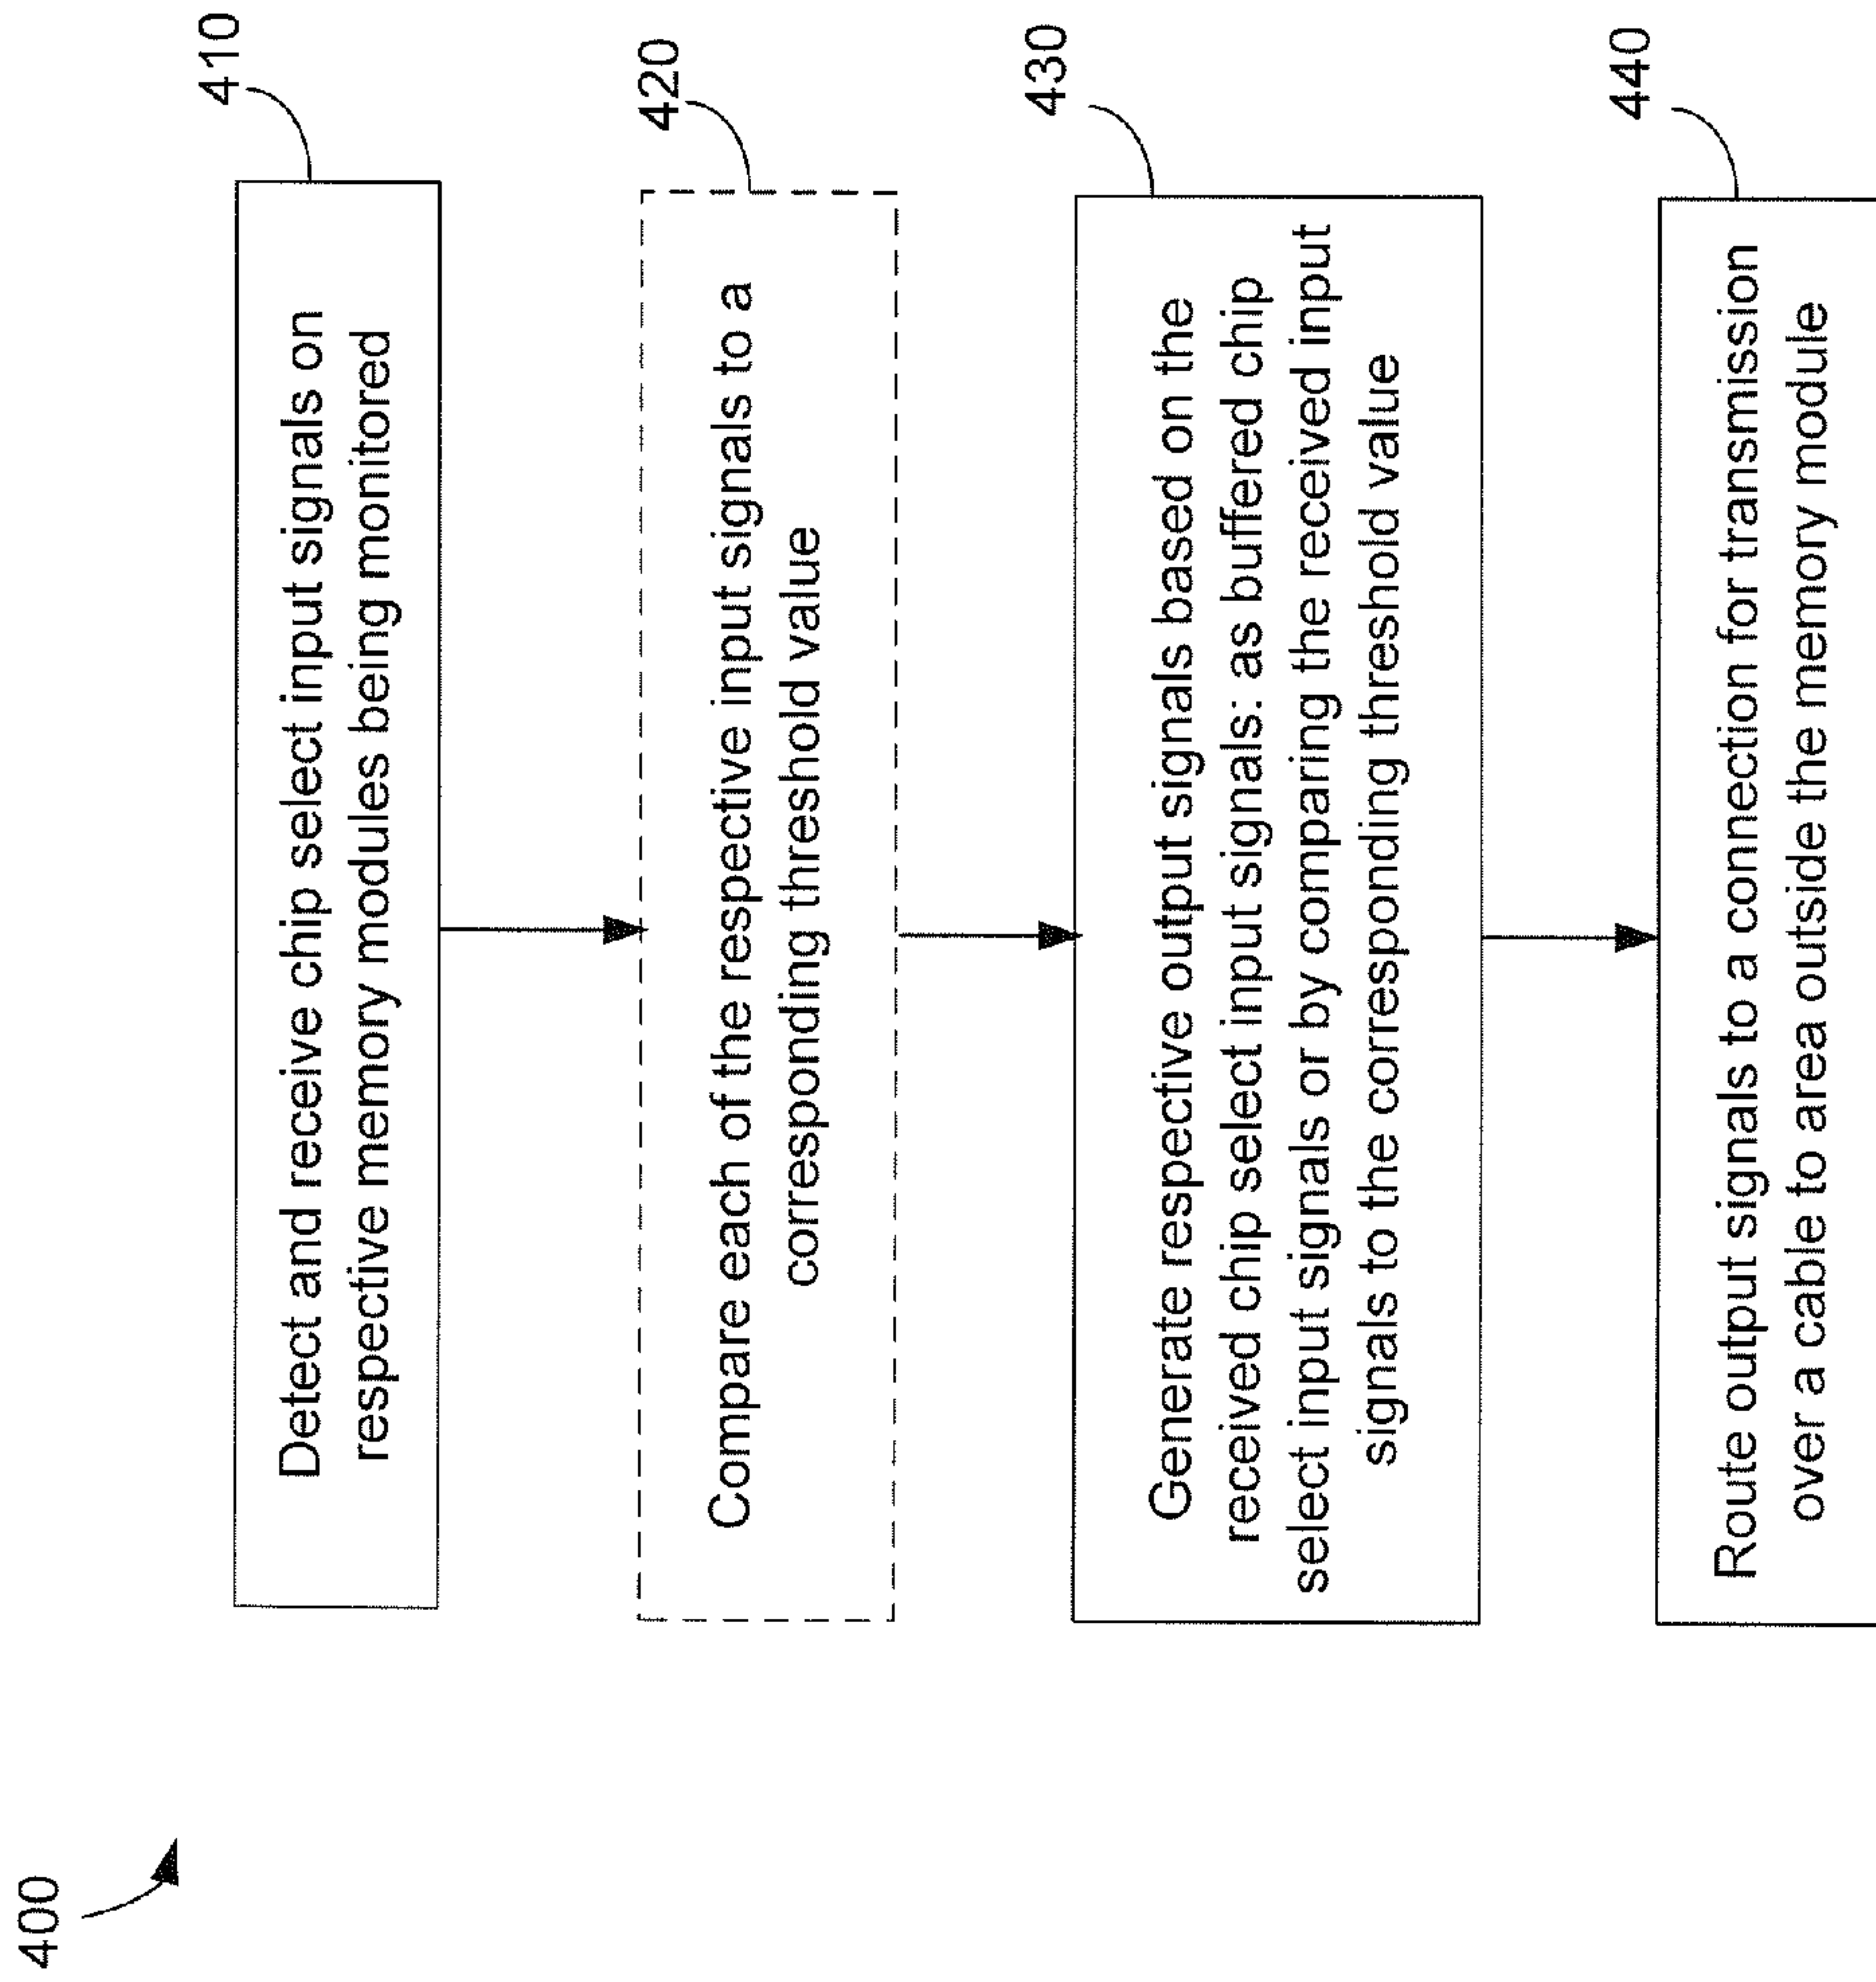 400
410
Detect and receive chip select input signals on
respective memory modules being monitored
420
Compare each of the respective input signals to a
corresponding threshold value
430
Generate respective output signals based on the
received chip select input signals: as buffered chip
select input signals or by comparing the received input
signals to the corresponding threshold value
440
Route output signals to a connection for transmission
over a cable to area outside the memory module